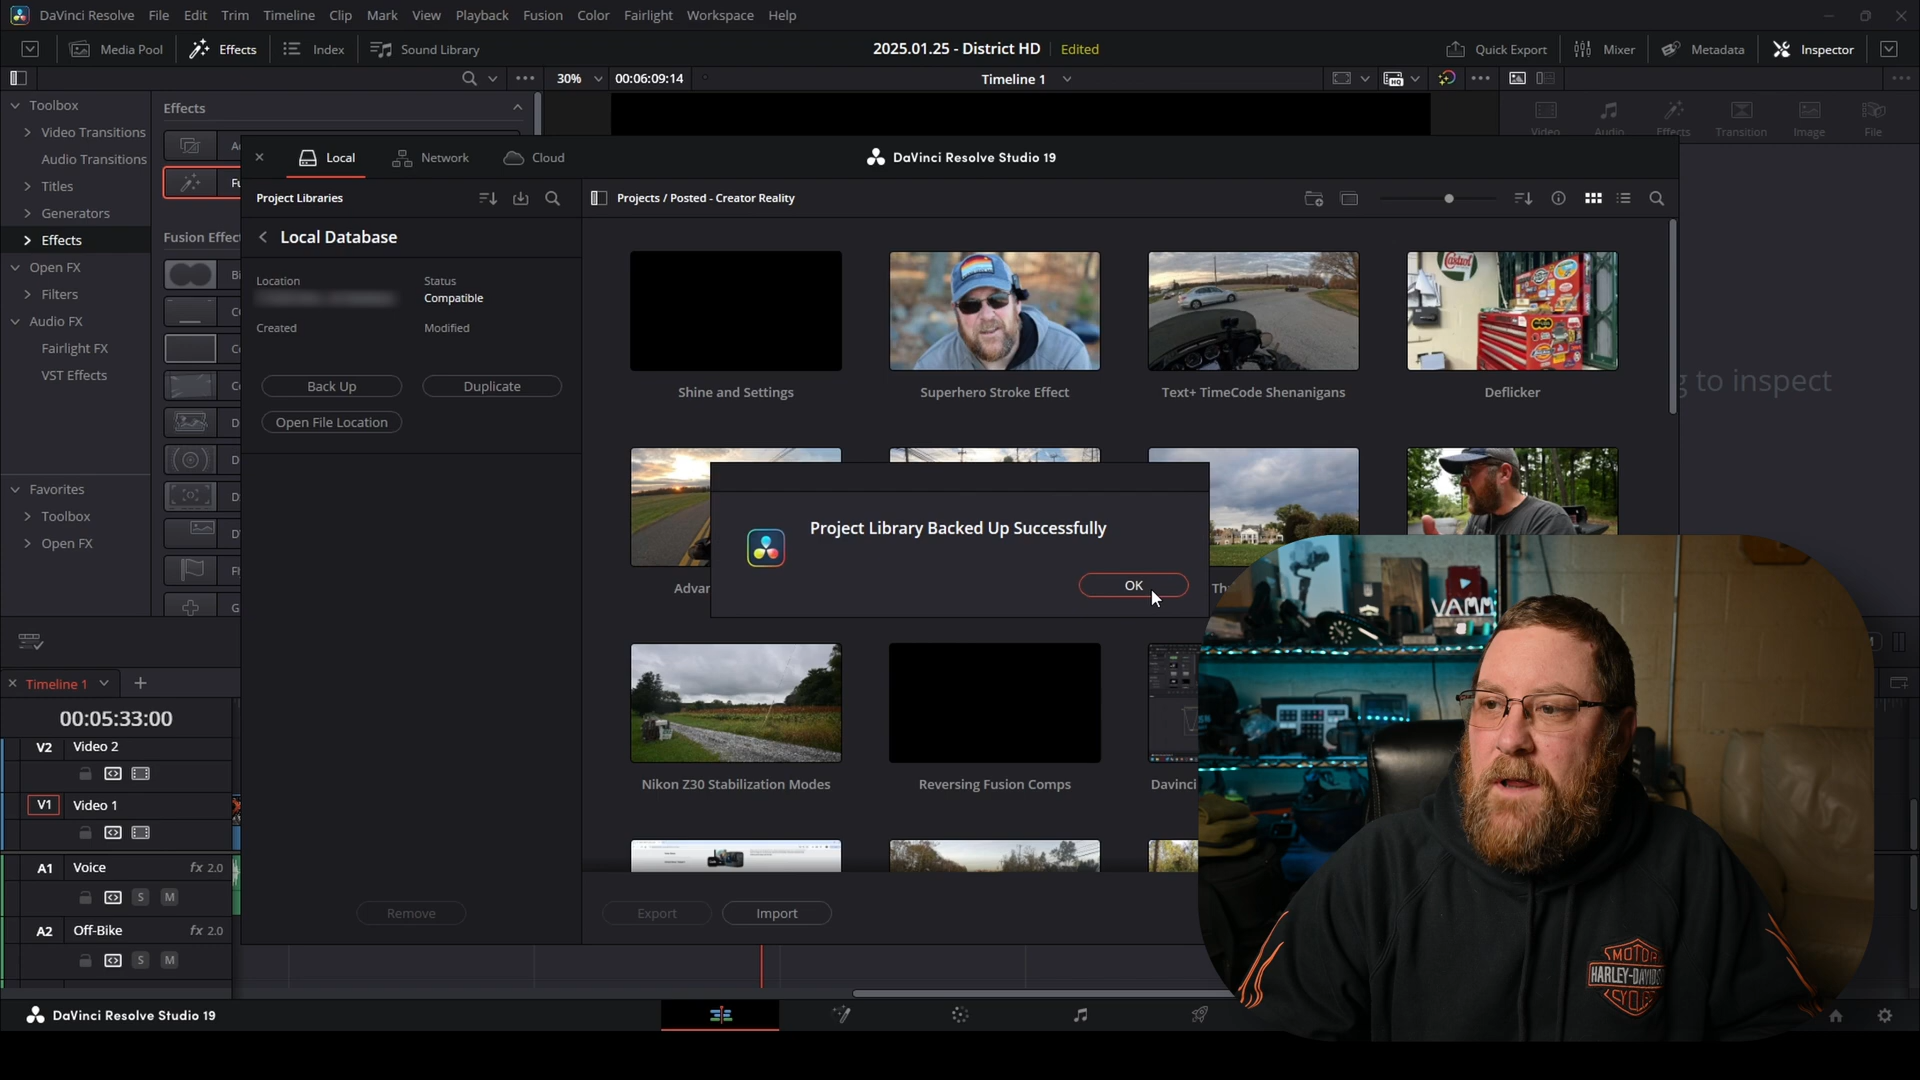 DaVinci Resolve File Edit Trim Timeline Clip Mark View Playback Fusion Color Fairlight Workspace Help
Media Pool Effects Index Sound Library 2025.01.25 - District HD Edited Quick Export Mixer Metadata Inspector
30% 00:06:09:14 Timeline 1
Toolbox
Video Transitions
Audio Transitions
Titles
Generators
Effects
Open FX
Filters
Audio FX
Fairlight FX
VST Effects
Favorites
Toolbox
Open FX
Effects
Fusion Effec
Video Audio Effects Transition Image File
g to inspect
Local Network Cloud DaVinci Resolve Studio 19
Project Libraries
Projects / Posted - Creator Reality
Local Database
Location Status
Compatible
Created Modified
Back Up Duplicate
Open File Location
Remove
Shine and Settings Superhero Stroke Effect Text+ TimeCode Shenanigans Deflicker
Castrol
Project Library Backed Up Successfully
OK
Advar Th
Nikon Z30 Stabilization Modes Reversing Fusion Comps Davinci
Export Import
Timeline 1
00:05:33:00
V2 Video 2
V1 Video 1
A1 Voice fx 2.0
S M
A2 Off-Bike fx 2.0
S M
VAMM
MOTOR
HARLEY-DAVIDS
CYCLES
DaVinci Resolve Studio 19